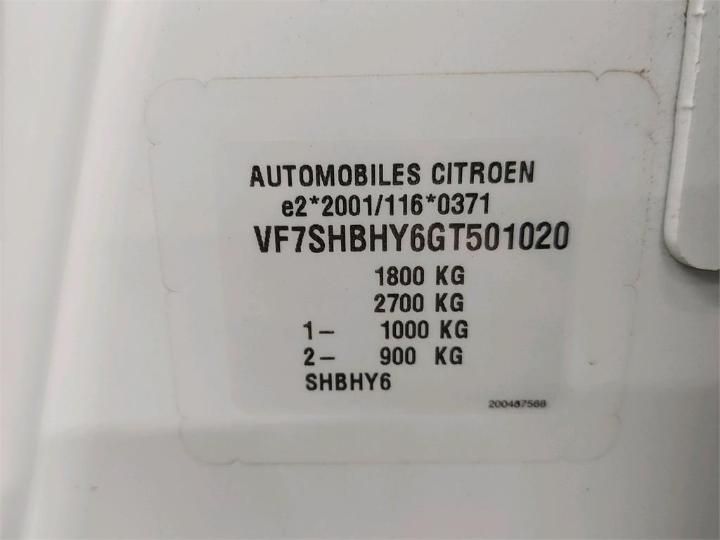 AUTOMOBILES CITROEN
e2*2001/116*0371
VF7SHBHY6GT501020
1800 KG
2700 KG
1- 1000 KG
2- 900 KG
SHBHY6
200487568